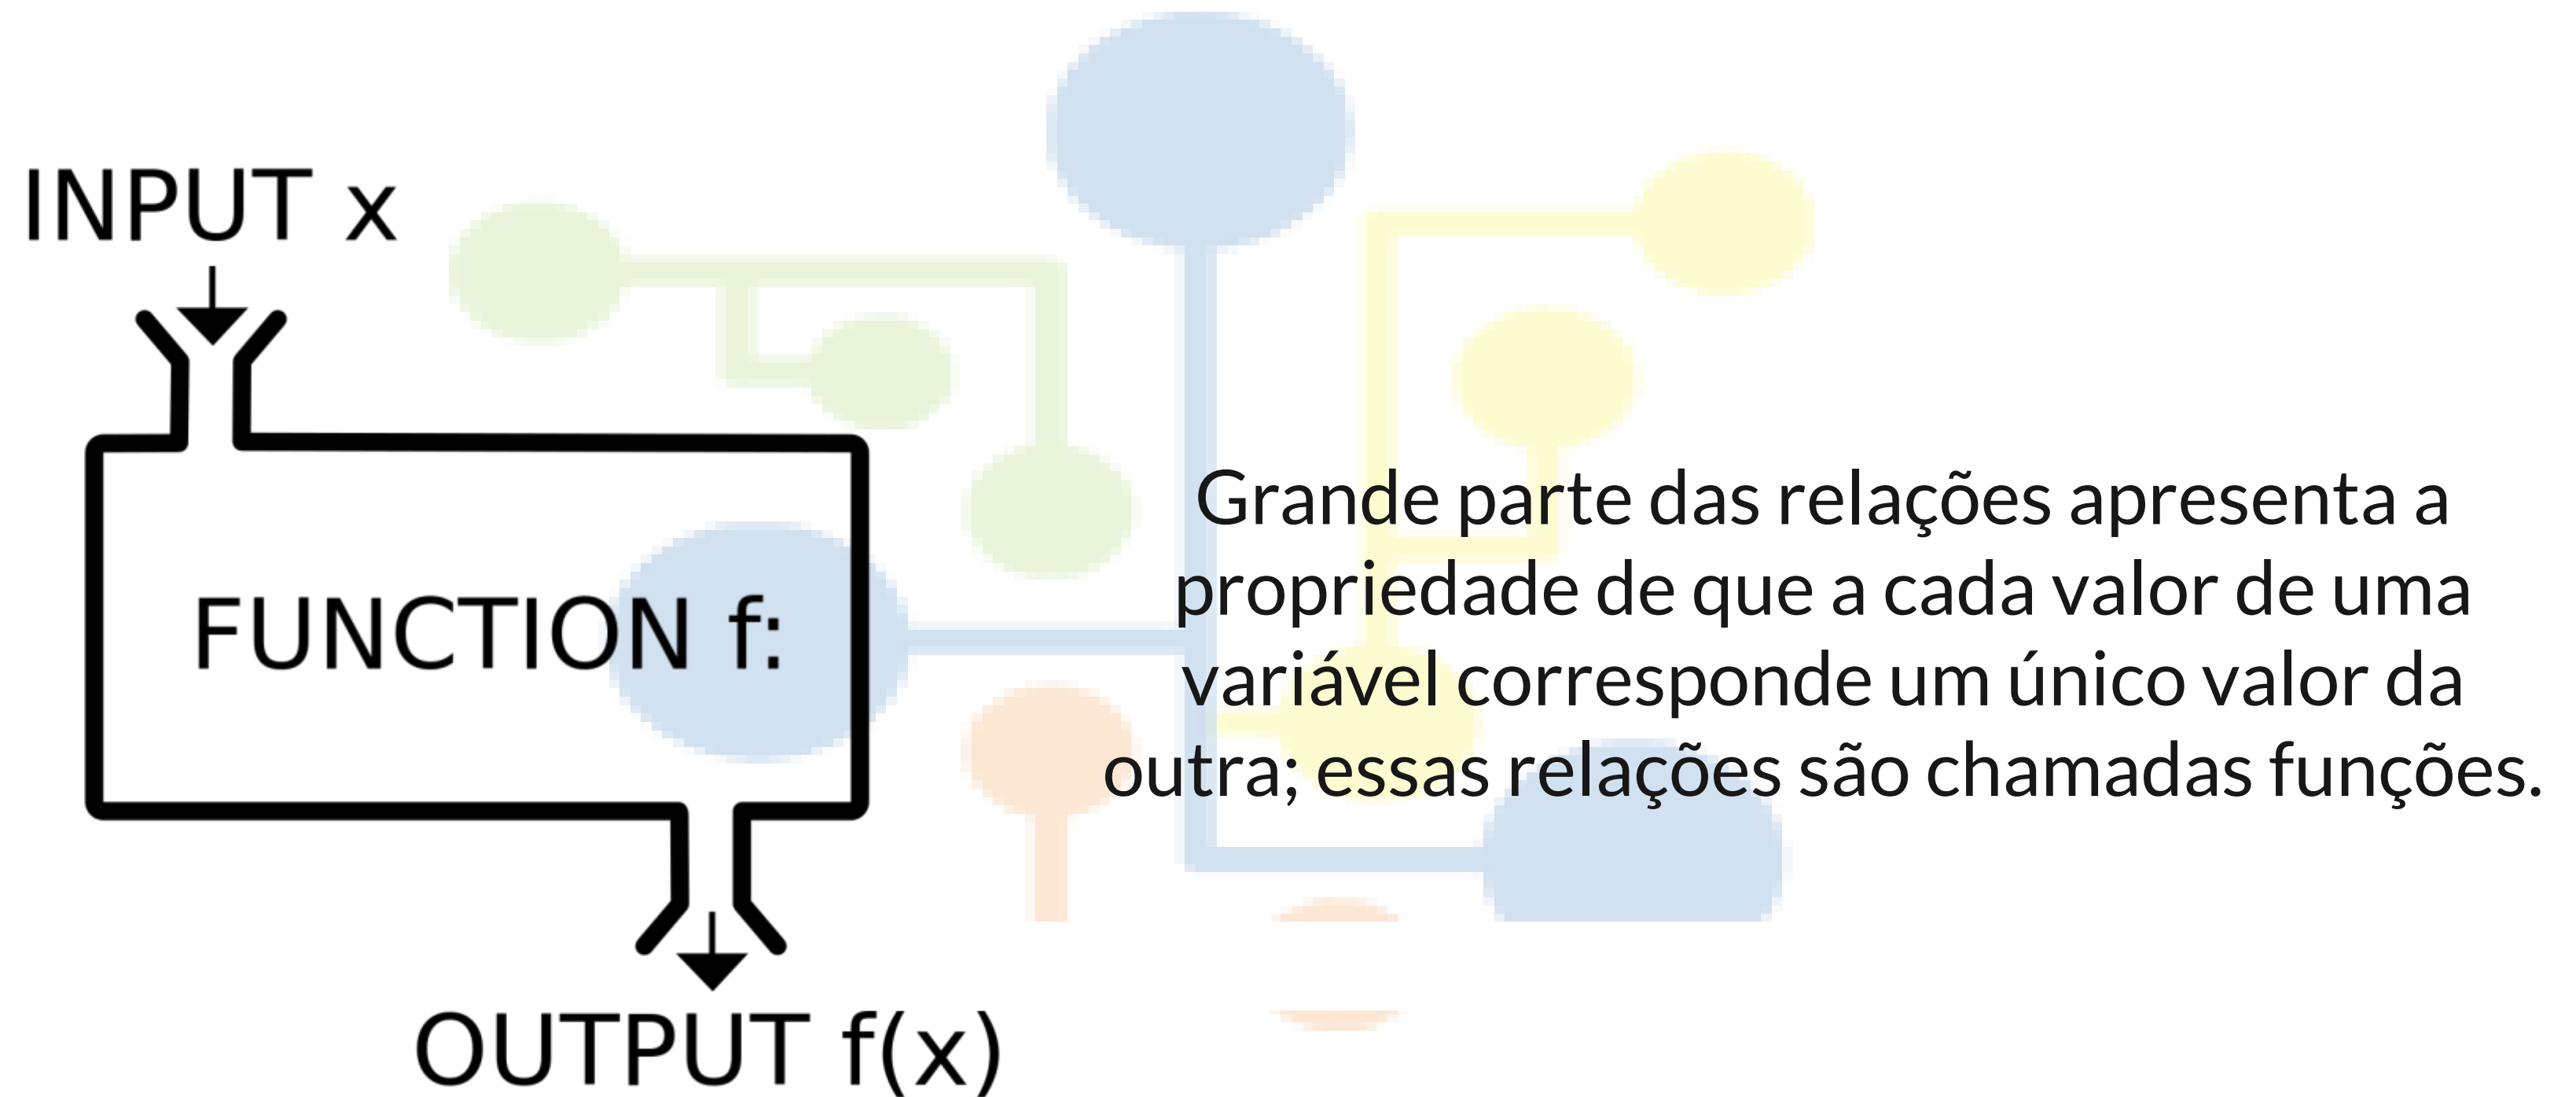 INPUT x
FUNCTION f:
OUTPUT f(x)
Grande parte das relações apresenta a
propriedade de que a cada valor de uma
variável corresponde um único valor da
outra; essas relações são chamadas funções.